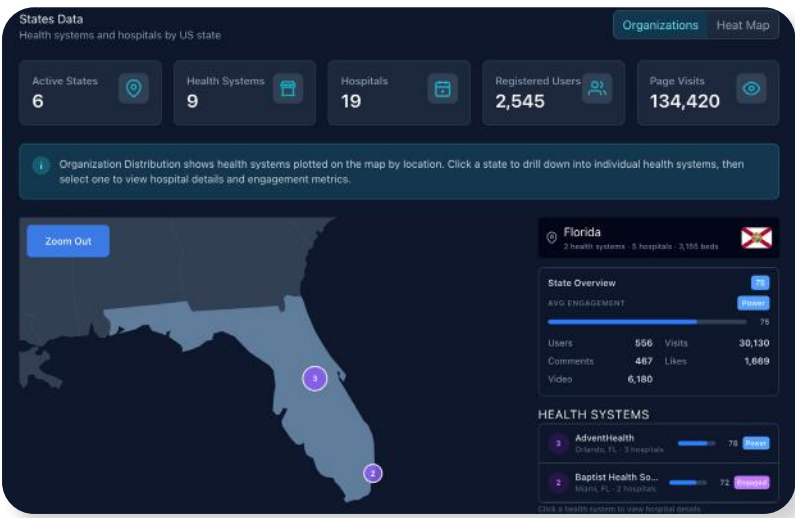 States Data
Health systems and hospitals by US state
Organizations Heat Map
Active States
6
Health Systems
9
Hospitals
19
Registered Users
2,545
Page Visits
134,420
i
Organization Distribution shows health systems plotted on the map by location. Click a state to drill down into individual health systems, then
select one to view hospital details and engagement metrics.
Zoom Out
3
2
Florida
2 health systems · 5 hospitals · 3,155 beds
State Overview 76
AVG ENGAGEMENT Power
76
Users 556 Visits 30,130
Comments 467 Likes 1,669
Video 6,180
HEALTH SYSTEMS
3 AdventHealth
Orlando, FL · 3 hospitals
76 Power
2 Baptist Health So...
Miami, FL · 2 hospitals
72 Engaged
Click a health system to view hospital details